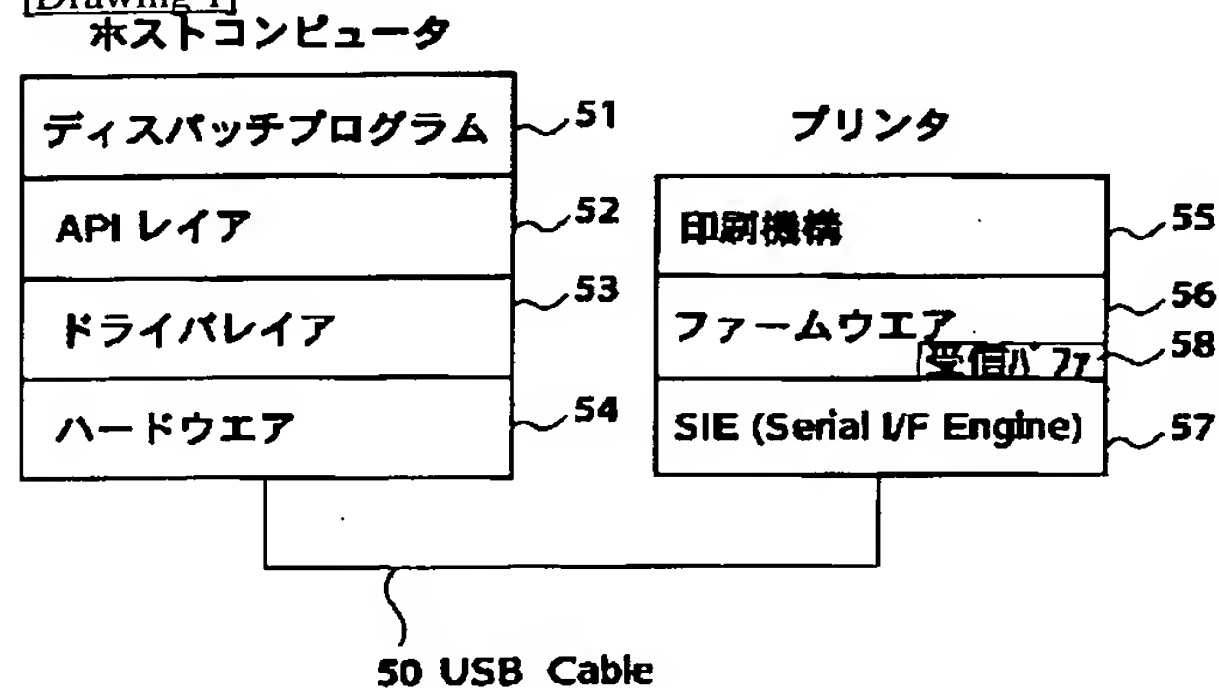 [Drawing 1]
ホストコンピュータ
ディスパッチプログラム
51
API レイア
52
ドライバレイア
53
ハードウエア
54
プリンタ
印刷機構
55
ファームウエア
56
受信バッファ
58
SIE (Serial I/F Engine)
57
50 USB Cable